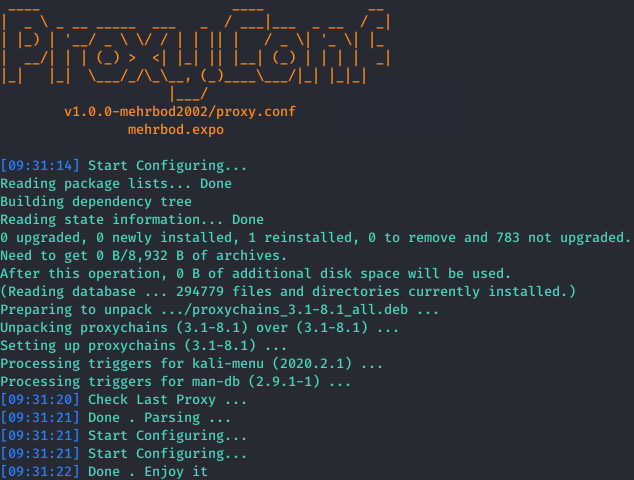 Proxy.Conf
v1.0.0-mehrbod2002/proxy.conf
mehrbod.expo
[09:31:14] Start Configuring...
Reading package lists... Done
Building dependency tree
Reading state information... Done
0 upgraded, 0 newly installed, 1 reinstalled, 0 to remove and 783 not upgraded.
Need to get 0 B/8,932 B of archives.
After this operation, 0 B of additional disk space will be used.
(Reading database ... 294779 files and directories currently installed.)
Preparing to unpack .../proxychains_3.1-8.1_all.deb ...
Unpacking proxychains (3.1-8.1) over (3.1-8.1) ...
Setting up proxychains (3.1-8.1) ...
Processing triggers for kali-menu (2020.2.1) ...
Processing triggers for man-db (2.9.1-1) ...
[09:31:20] Check Last Proxy ...
[09:31:21] Done . Parsing ...
[09:31:21] Start Configuring...
[09:31:21] Start Configuring...
[09:31:22] Done . Enjoy it